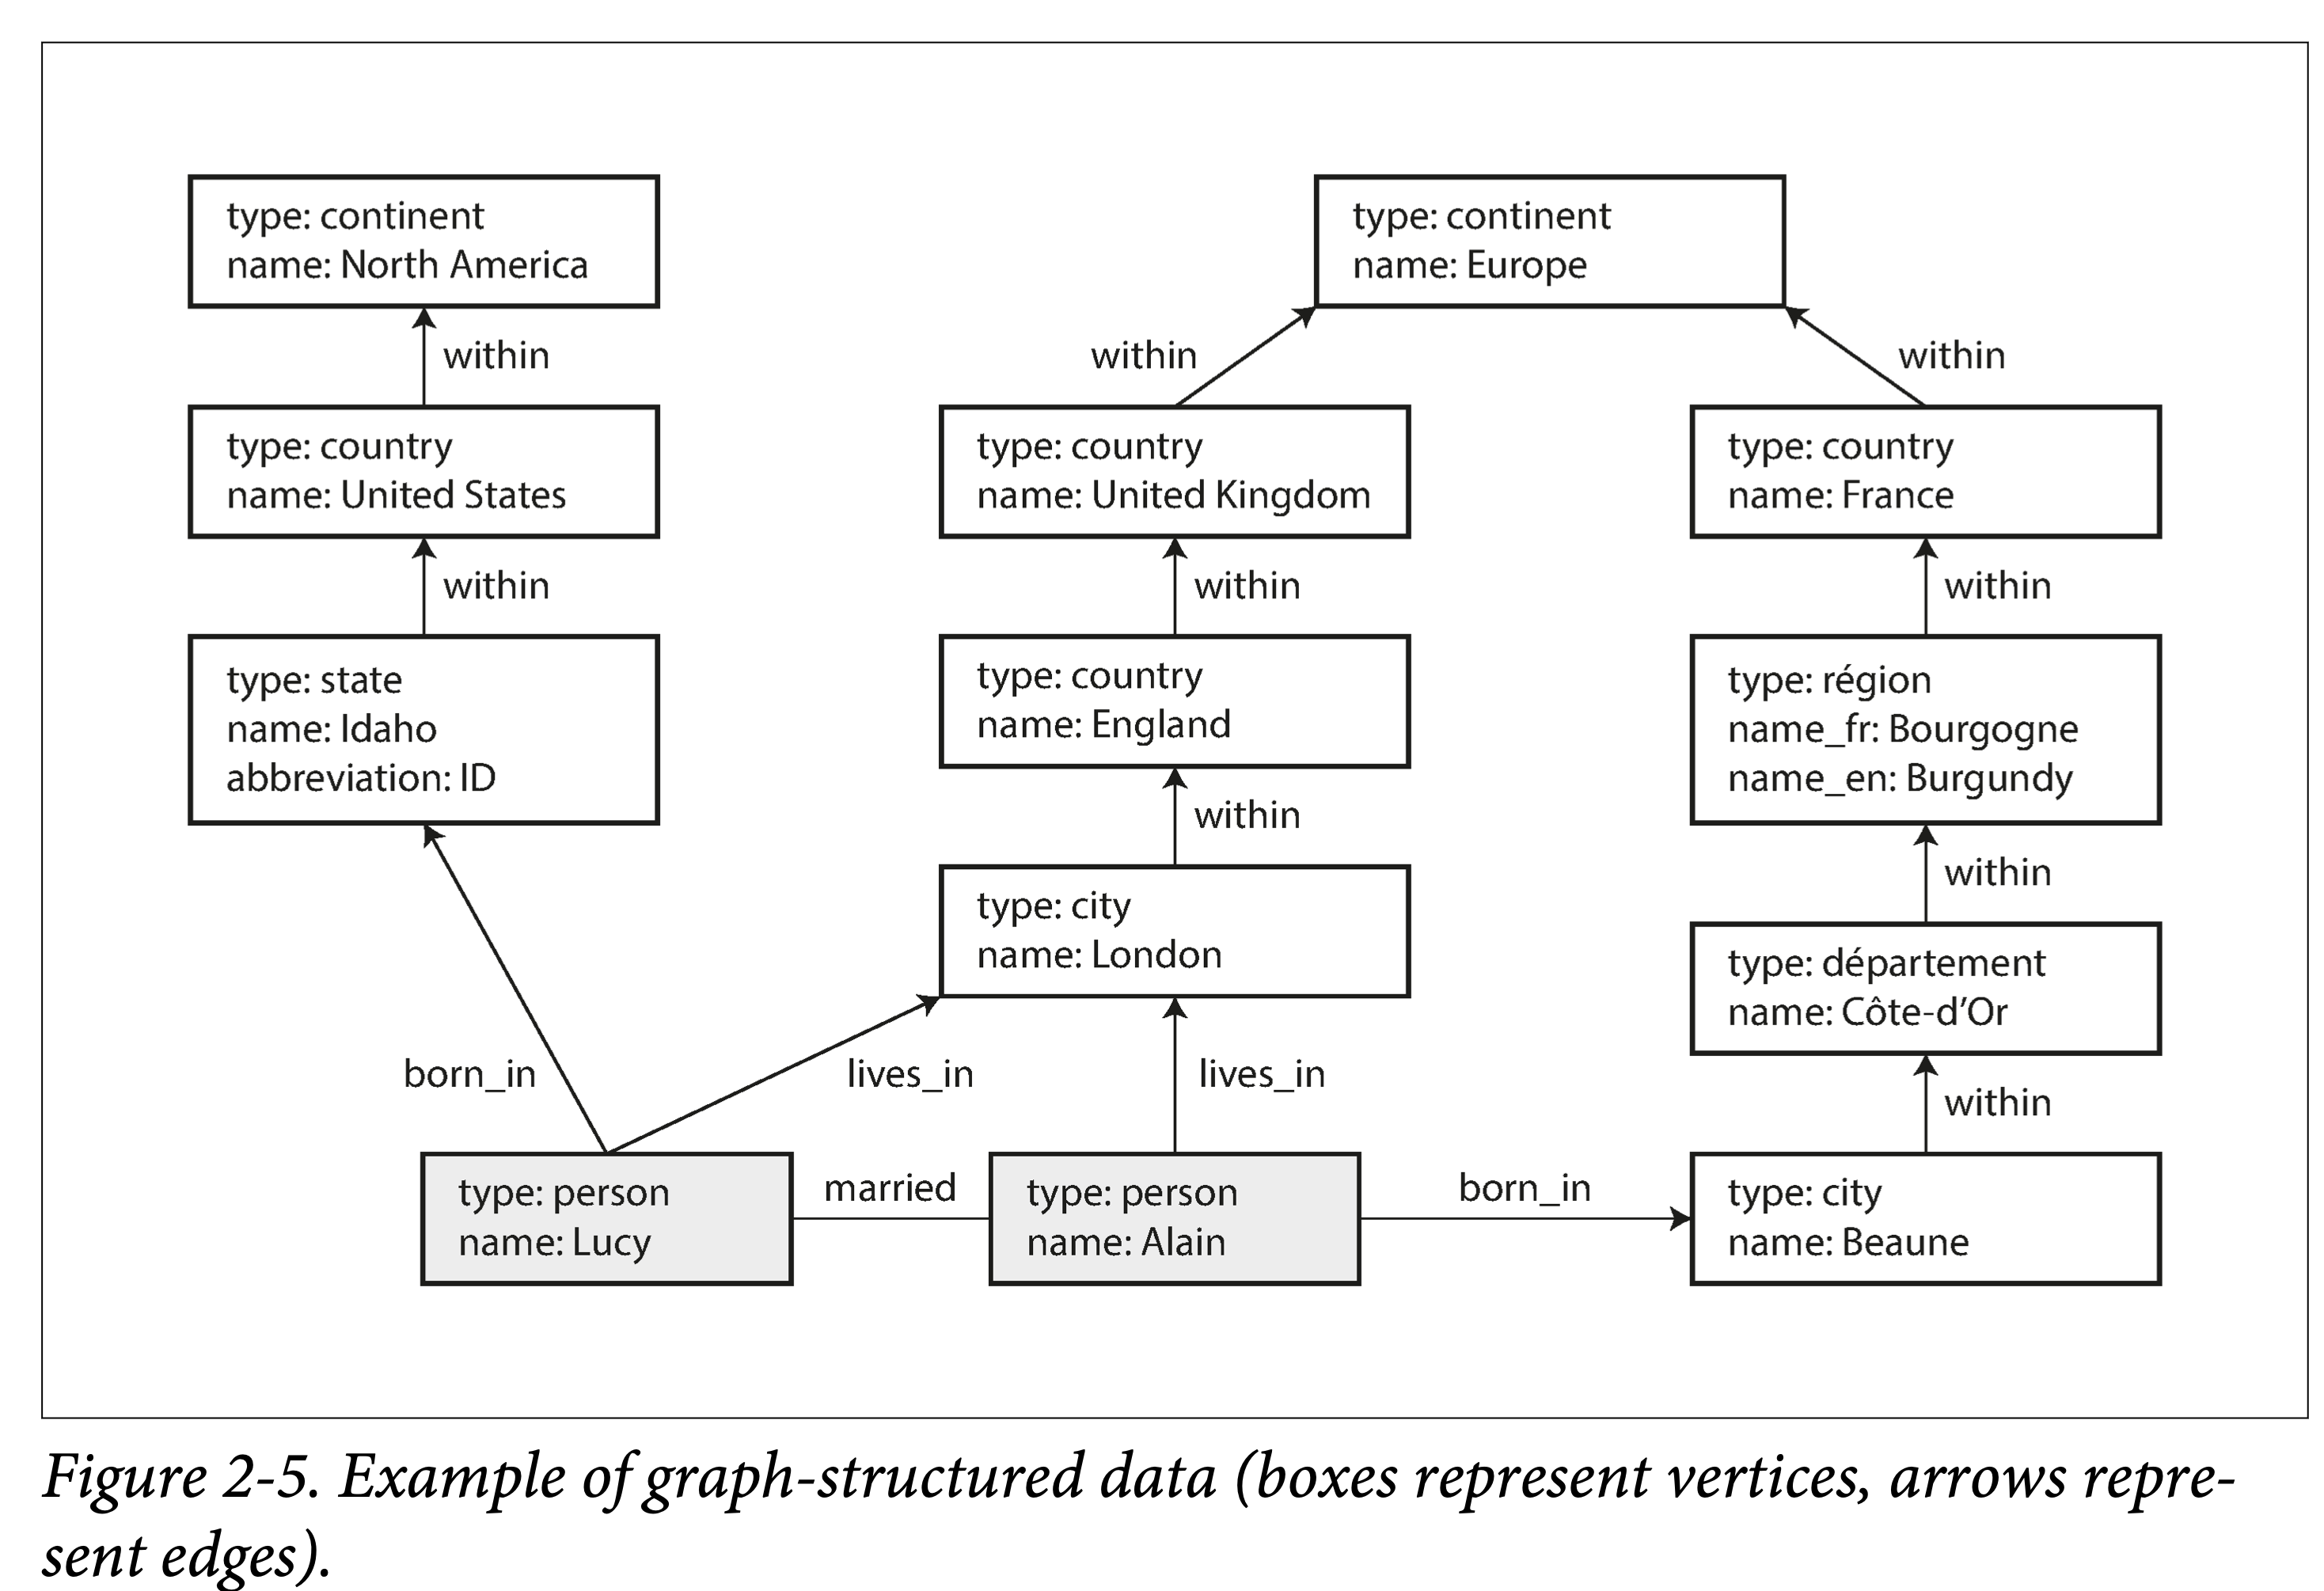 type: continent
name: North America
type: continent
name: Europe
within
within
within
type: country
name: United States
type: country
name: United Kingdom
type: country
name: France
within
within
within
type: state
name: Idaho
abbreviation: ID
type: country
name: England
type: région
name_fr: Bourgogne
name_en: Burgundy
within
within
type: city
name: London
type: département
name: Côte-d’Or
born_in
lives_in
lives_in
within
type: person
name: Lucy
married
type: person
name: Alain
born_in
type: city
name: Beaune
Figure 2-5. Example of graph-structured data (boxes represent vertices, arrows repre-
sent edges).